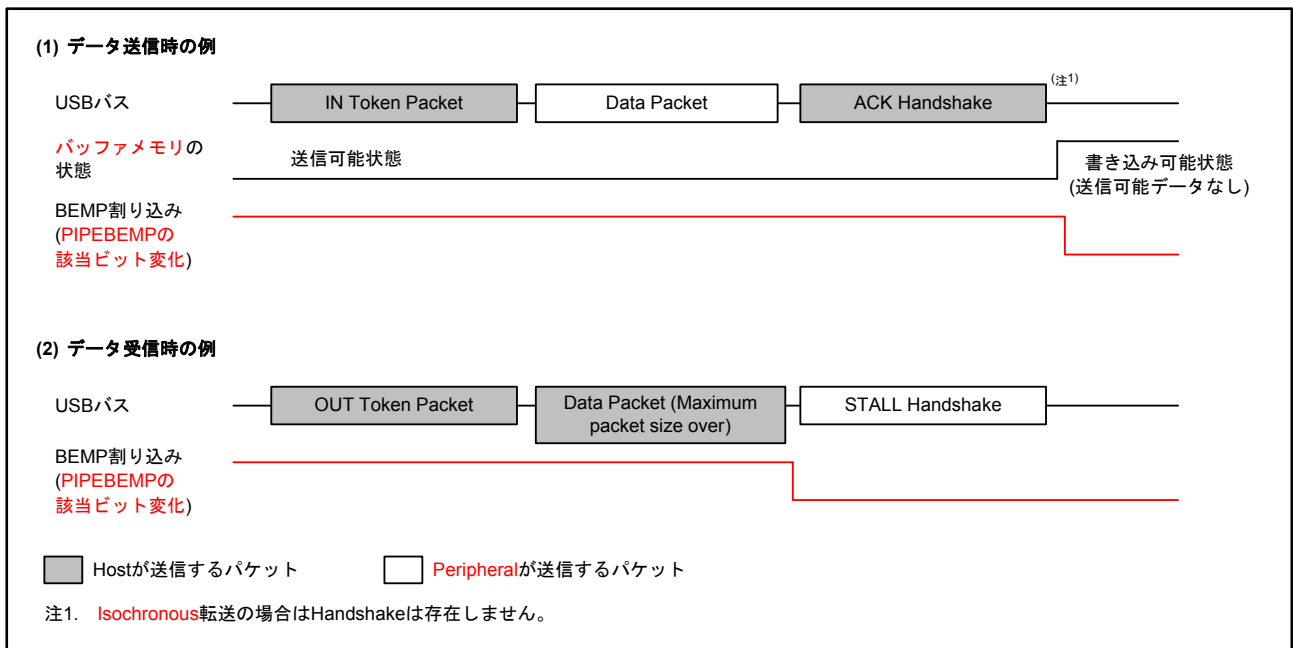 (1) データ送信時の例
USBバス
IN Token Packet
Data Packet
ACK Handshake
(注1)
バッファメモリの
状態
送信可能状態
書き込み可能状態
(送信可能データなし)
BEMP割り込み
(PIPEBEMPの
該当ビット変化)
(2) データ受信時の例
USBバス
OUT Token Packet
Data Packet (Maximum
packet size over)
STALL Handshake
BEMP割り込み
(PIPEBEMPの
該当ビット変化)
Hostが送信するパケット
Peripheralが送信するパケット
注1. Isochronous転送の場合はHandshakeは存在しません。